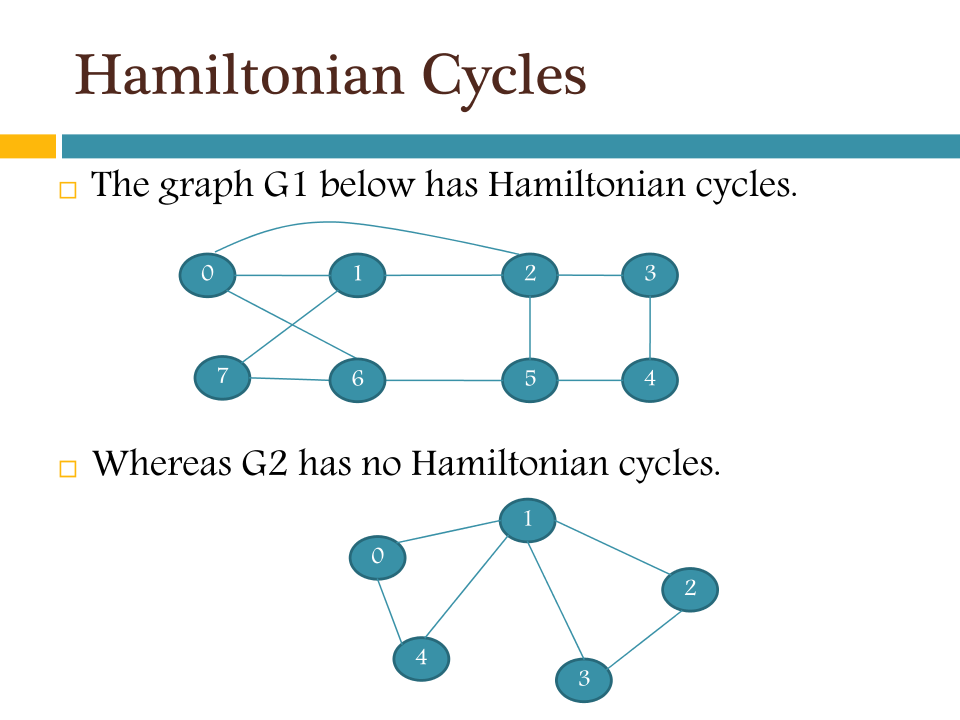 Hamiltonian Cycles
The graph G1 below has Hamiltonian cycles.
0 1 2 3
7 6 5 4
Whereas G2 has no Hamiltonian cycles.
1
0
2
4
3